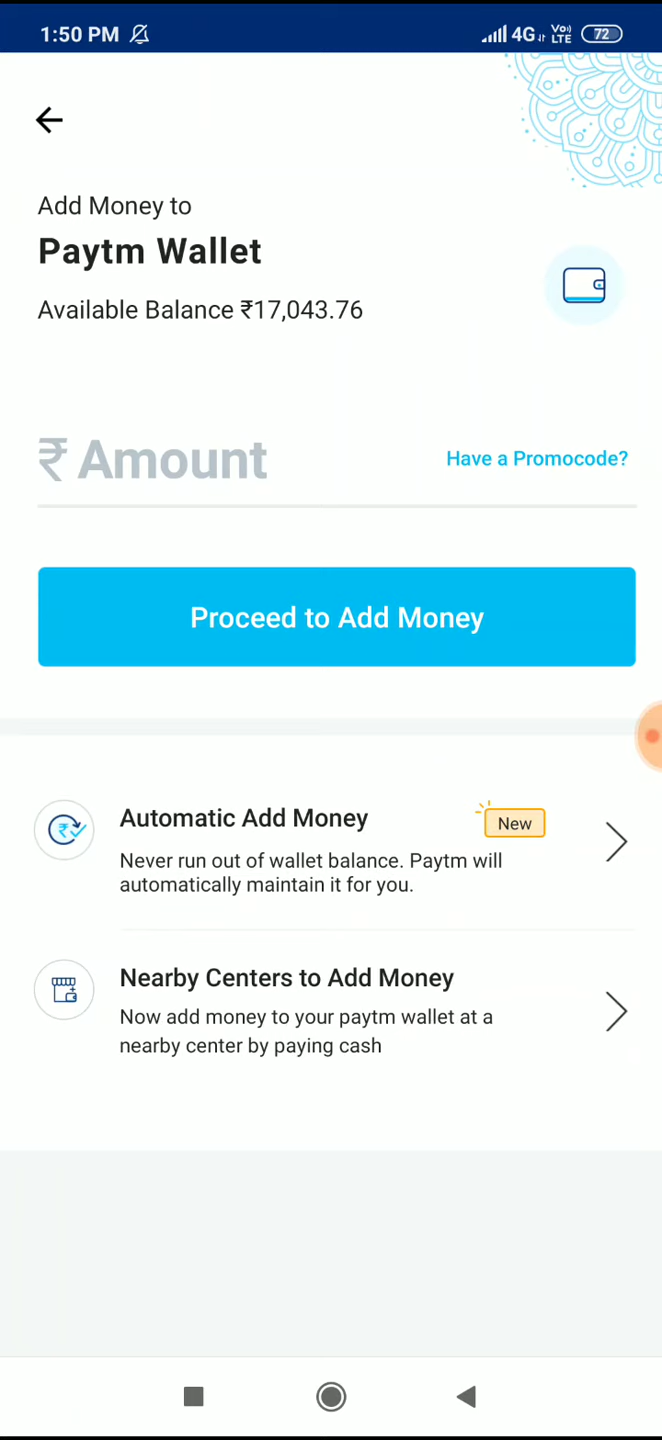 1:50 PM 4G Vo) LTE 72
Add Money to
Paytm Wallet
Available Balance ₹17,043.76
₹ Amount Have a Promocode?
Proceed to Add Money
Automatic Add Money New
Never run out of wallet balance. Paytm will
automatically maintain it for you.
Nearby Centers to Add Money
Now add money to your paytm wallet at a
nearby center by paying cash